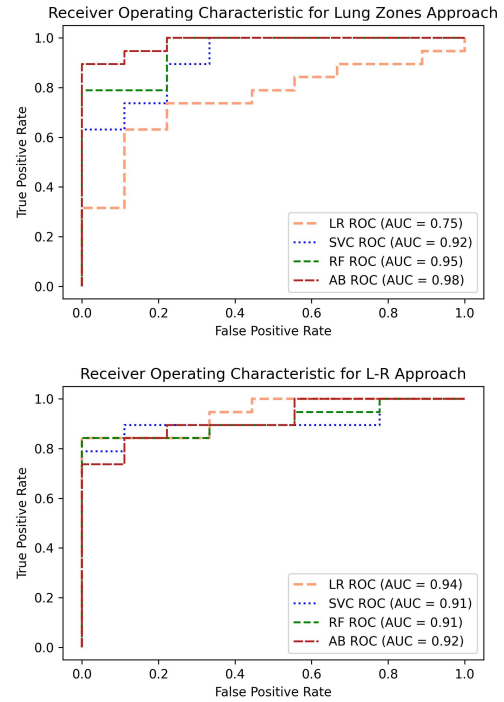 Receiver Operating Characteristic for Lung Zones Approach
1.0
0.8
0.6
0.4
0.2
0.0
True Positive Rate
LR ROC (AUC = 0.75)
SVC ROC (AUC = 0.92)
RF ROC (AUC = 0.95)
AB ROC (AUC = 0.98)
0.0 0.2 0.4 0.6 0.8 1.0
False Positive Rate
Receiver Operating Characteristic for L-R Approach
1.0
0.8
0.6
0.4
0.2
0.0
True Positive Rate
LR ROC (AUC = 0.94)
SVC ROC (AUC = 0.91)
RF ROC (AUC = 0.91)
AB ROC (AUC = 0.92)
0.0 0.2 0.4 0.6 0.8 1.0
False Positive Rate